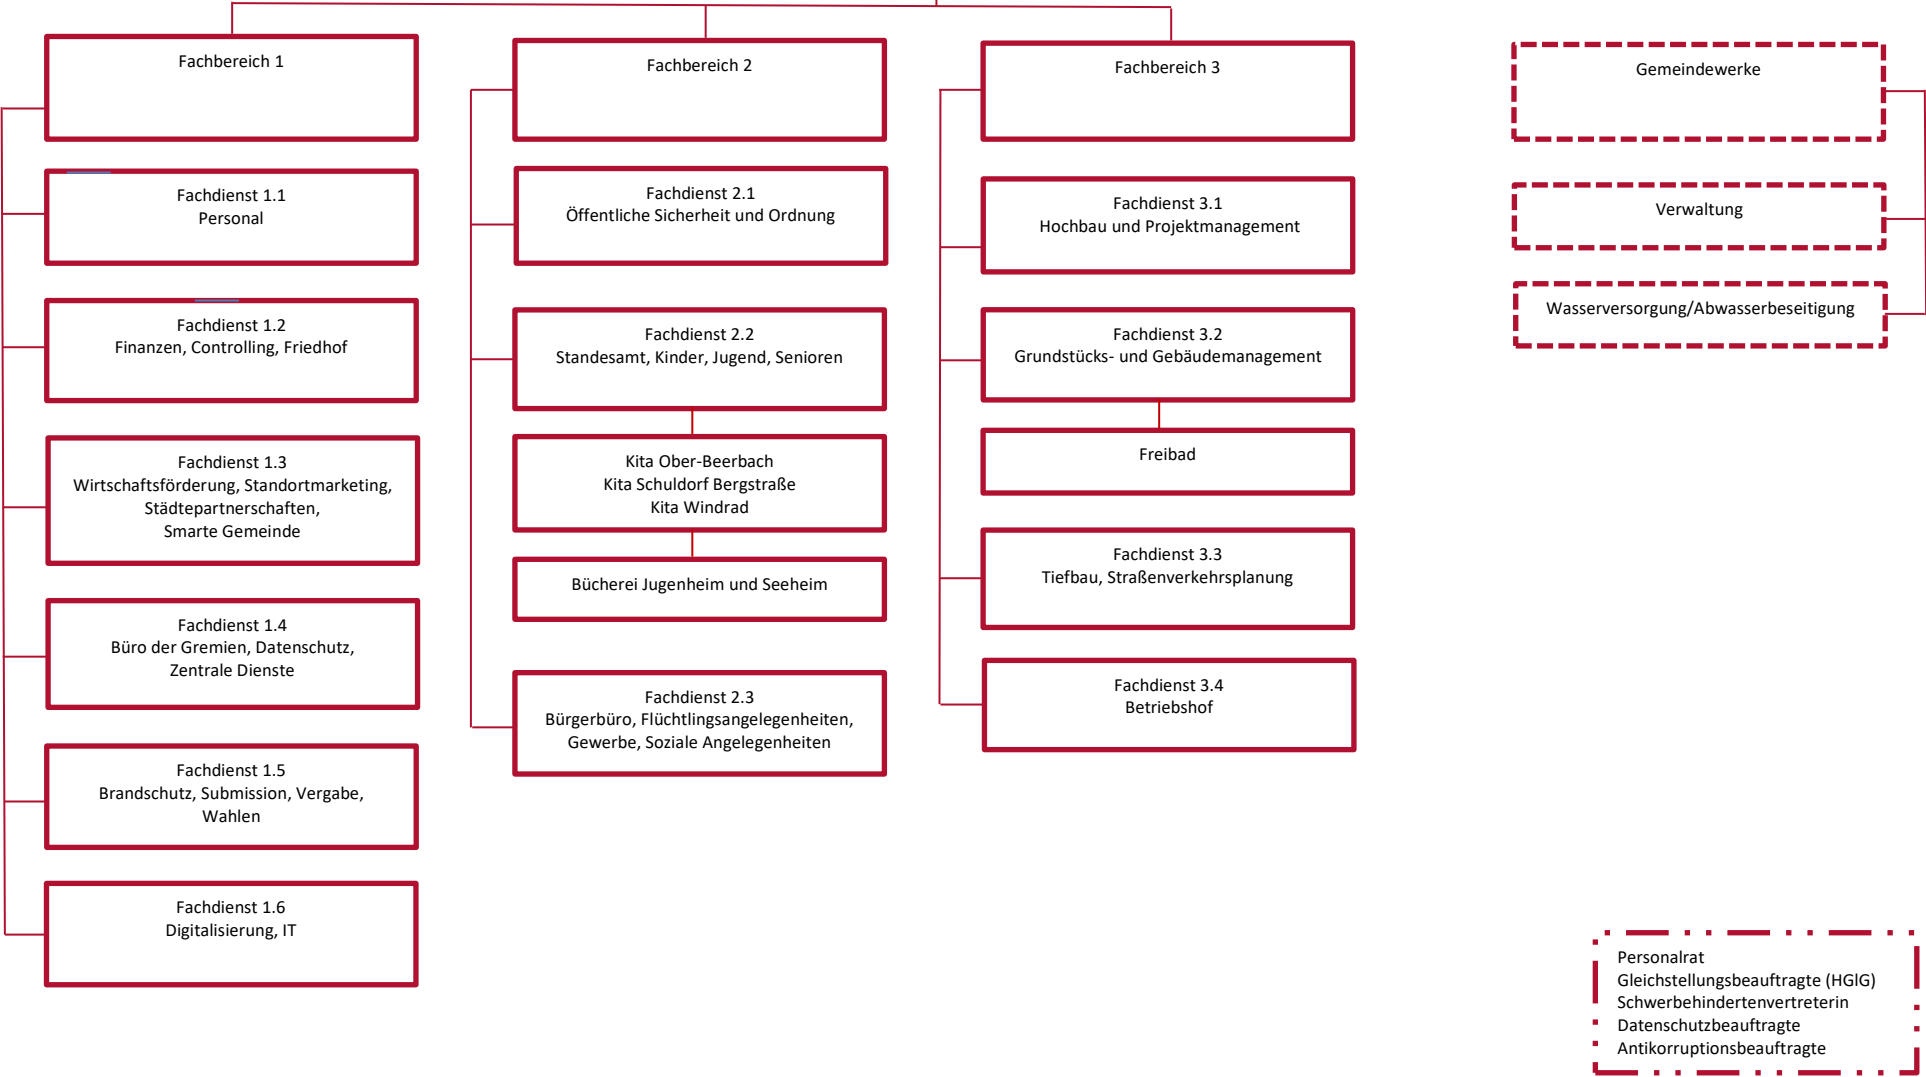 Fachbereich 1
Fachdienst 1.1
Personal
Fachdienst 1.2
Finanzen, Controlling, Friedhof
Fachdienst 1.3
Wirtschaftsförderung, Standortmarketing,
Städtepartnerschaften,
Smarte Gemeinde
Fachdienst 1.4
Büro der Gremien, Datenschutz,
Zentrale Dienste
Fachdienst 1.5
Brandschutz, Submission, Vergabe,
Wahlen
Fachdienst 1.6
Digitalisierung, IT
Fachbereich 2
Fachdienst 2.1
Öffentliche Sicherheit und Ordnung
Fachdienst 2.2
Standesamt, Kinder, Jugend, Senioren
Kita Ober-Beerbach
Kita Schuldorf Bergstraße
Kita Windrad
Bücherei Jugenheim und Seeheim
Fachdienst 2.3
Bürgerbüro, Flüchtlingsangelegenheiten,
Gewerbe, Soziale Angelegenheiten
Fachbereich 3
Fachdienst 3.1
Hochbau und Projektmanagement
Fachdienst 3.2
Grundstücks- und Gebäudemanagement
Freibad
Fachdienst 3.3
Tiefbau, Straßenverkehrsplanung
Fachdienst 3.4
Betriebshof
Gemeindewerke
Verwaltung
Wasserversorgung/Abwasserbeseitigung
Personalrat
Gleichstellungsbeauftragte (HGlG)
Schwerbehindertenvertreterin
Datenschutzbeauftragte
Antikorruptionsbeauftragte